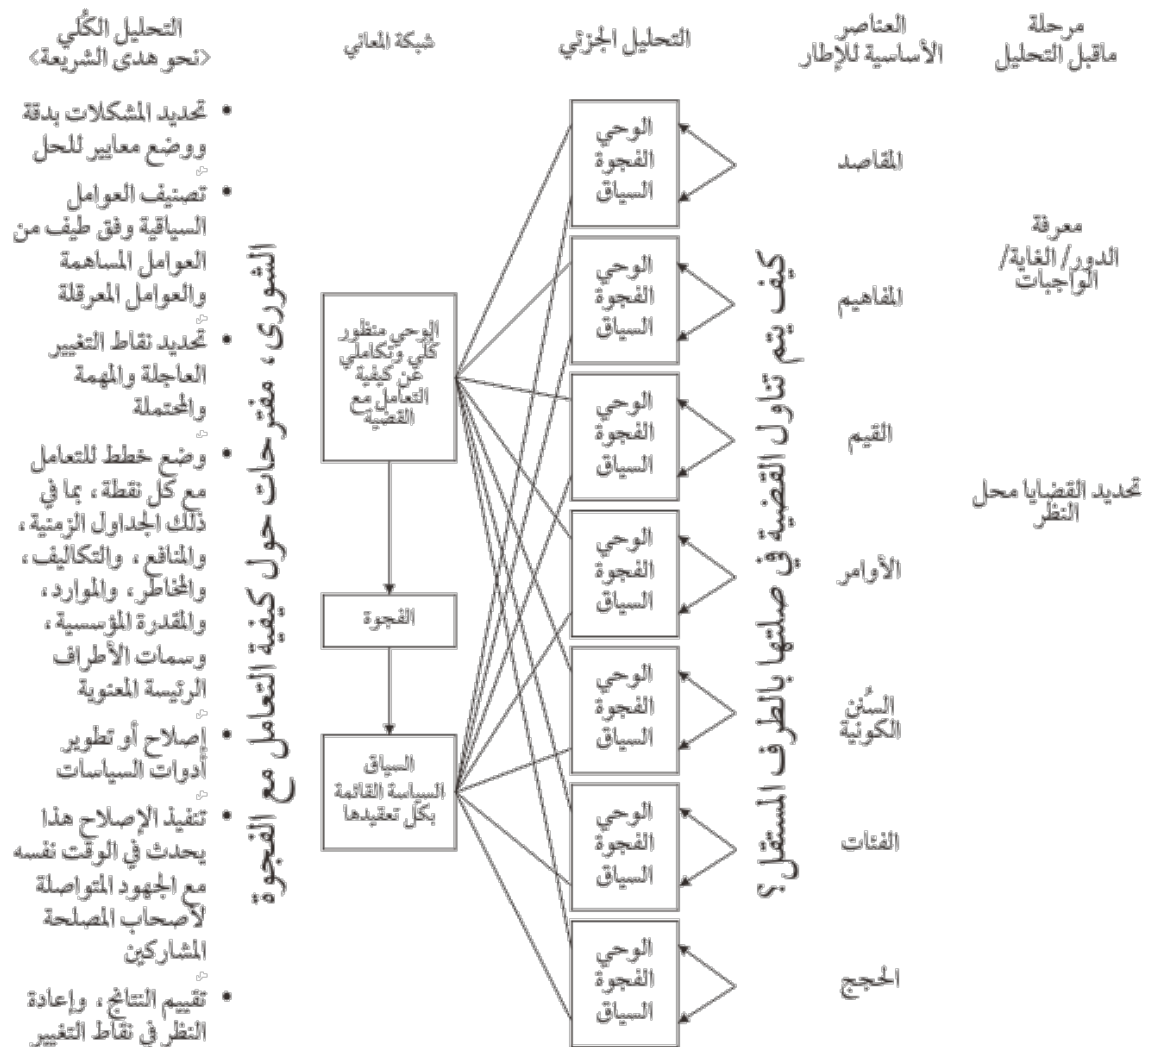 مرحلة
ماقبل التحليل
العناصر
الأساسية للإطار
التحليل الجزئي
شبكة المعاني
التحليل الكُلي
<نحو هدى الشريعة>
معرفة
الدور/ الغاية/
الواجبات
تحديد القضايا محل
النظر
المقاصد
المفاهيم
القيم
الأوامر
السُنن
الكونية
الفئات
الحجج
كيف يتم تناول القضية في صلتها بالطرف المستقل؟
الوحي
الفجوة
السياق
الوحي
الفجوة
السياق
الوحي
الفجوة
السياق
الوحي
الفجوة
السياق
الوحي
الفجوة
السياق
الوحي
الفجوة
السياق
الوحي
الفجوة
السياق
الوحي منظور
كُلي وتكاملي
عن كيفية
التعامل مع
القضية
الفجوة
السياق
السياسة القائمة
بكل تعقيدها
الشورى، مقترحات حول كيفية التعامل مع الفجوة
• تحديد المشكلات بدقة
ووضع معايير للحل
• تصنيف العوامل
السياقية وفق طيف من
العوامل المساهمة
والعوامل المعرقلة
• تحديد نقاط التغيير
العاجلة والمهمة
والمحتملة
• وضع خطط للتعامل
مع كل نقطة، بما في
ذلك الجداول الزمنية،
والمنافع، والتكاليف،
والمخاطر، والموارد،
والمقدرة المؤسسية،
وسمات الأطراف
الرئيسة المعنوية
• إصلاح أو تطوير
أدوات السياسات
• تنفيذ الإصلاح هذا
يحدث في الوقت نفسه
مع الجهود المتواصلة
لأصحاب المصلحة
المشاركين
• تقييم النتائج، وإعادة
النظر في نقاط التغيير